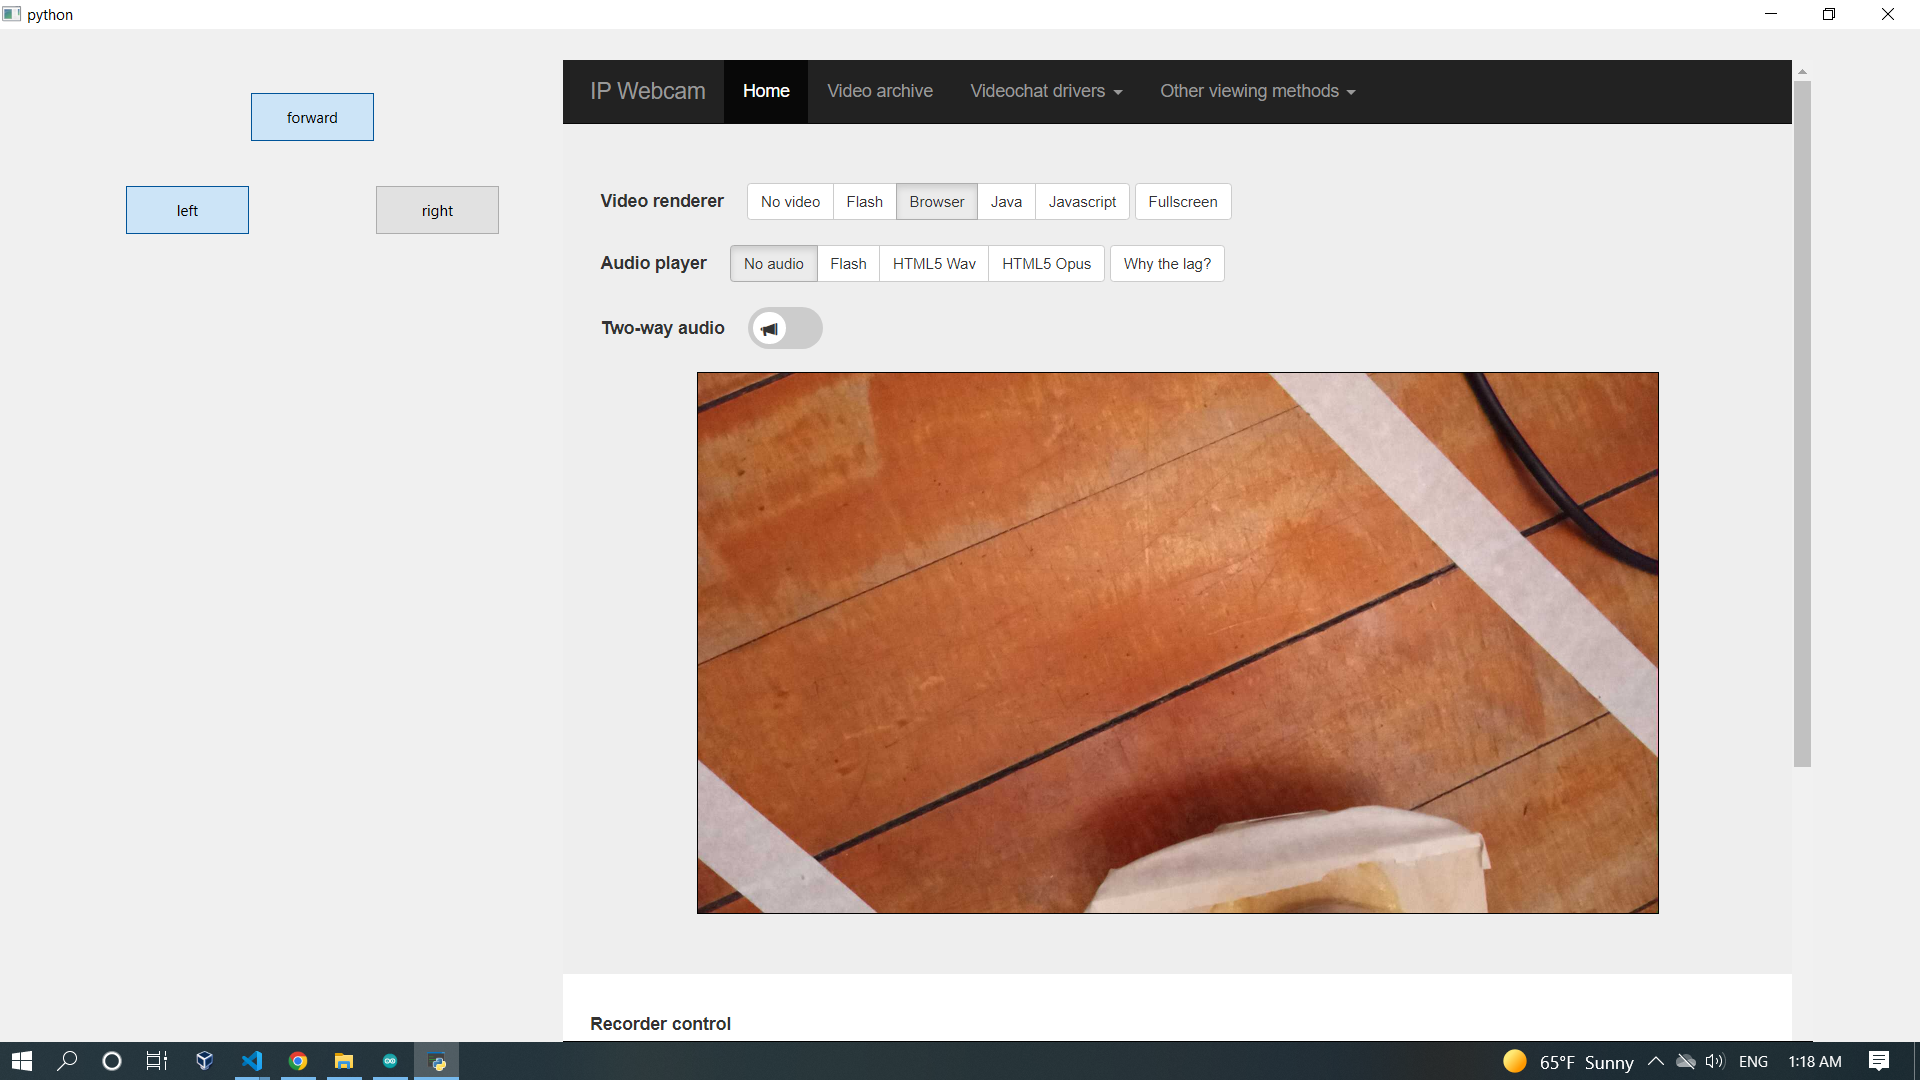 python
forward
left
right
IP Webcam Home Video archive Videochat drivers Other viewing methods
Video renderer No video Flash Browser Java Javascript Fullscreen
Audio player No audio Flash HTML5 Wav HTML5 Opus Why the lag?
Two-way audio
Recorder control
65°F Sunny ENG 1:18 AM